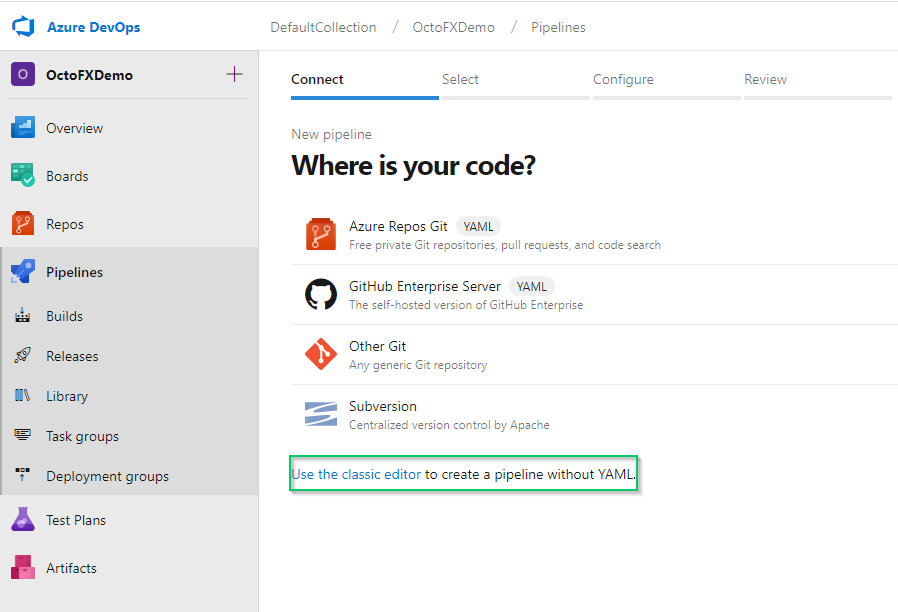 Azure DevOps
DefaultCollection / OctoFXDemo / Pipelines
O OctoFXDemo
Overview
Boards
Repos
Pipelines
Builds
Releases
Library
Task groups
Deployment groups
Test Plans
Artifacts
Connect Select Configure Review
New pipeline
Where is your code?
Azure Repos Git YAML
Free private Git repositories, pull requests, and code search
GitHub Enterprise Server YAML
The self-hosted version of GitHub Enterprise
Other Git
Any generic Git repository
Subversion
Centralized version control by Apache
Use the classic editor to create a pipeline without YAML.